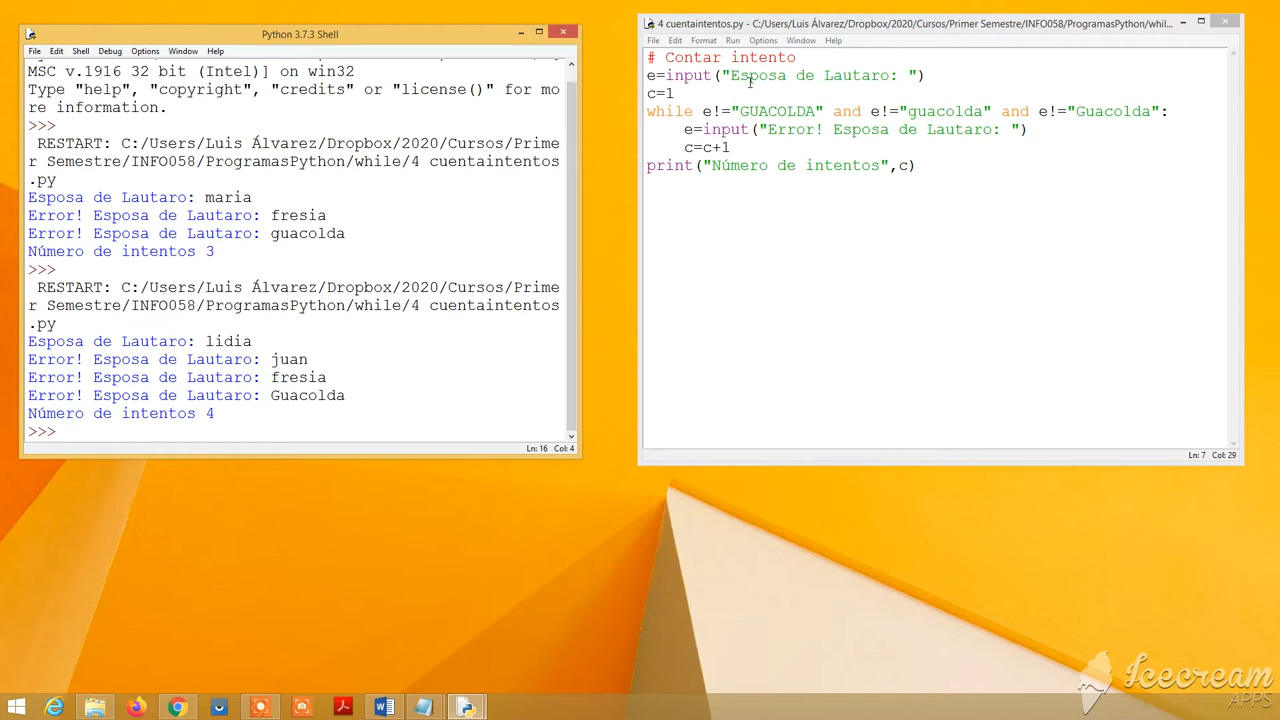 Python 3.7.3 Shell
File Edit Shell Debug Options Window Help
MSC v.1916 32 bit (Intel)] on win32
Type "help", "copyright", "credits" or "license()" for mo
re information.
>>>
RESTART: C:/Users/Luis Álvarez/Dropbox/2020/Cursos/Prime
r Semestre/INFO058/ProgramasPython/while/4 cuentaintentos
.py
Esposa de Lautaro: maria
Error! Esposa de Lautaro: fresia
Error! Esposa de Lautaro: guacolda
Número de intentos 3
>>>
RESTART: C:/Users/Luis Álvarez/Dropbox/2020/Cursos/Prime
r Semestre/INFO058/ProgramasPython/while/4 cuentaintentos
.py
Esposa de Lautaro: lidia
Error! Esposa de Lautaro: juan
Error! Esposa de Lautaro: fresia
Error! Esposa de Lautaro: Guacolda
Número de intentos 4
>>>
Ln: 16 Col: 4
4 cuentaintentos.py - C:/Users/Luis Álvarez/Dropbox/2020/Cursos/Primer Semestre/INFO058/ProgramasPython/while/4 cuentaintentos.py...
File Edit Format Run Options Window Help
# Contar intento
e=input("Esposa de Lautaro: ")
c=1
while e!="GUACOLDA" and e!="guacolda" and e!="Guacolda":
e=input("Error! Esposa de Lautaro: ")
c=c+1
print("Número de intentos",c)
Ln: 7 Col: 29
Icecream
APPS